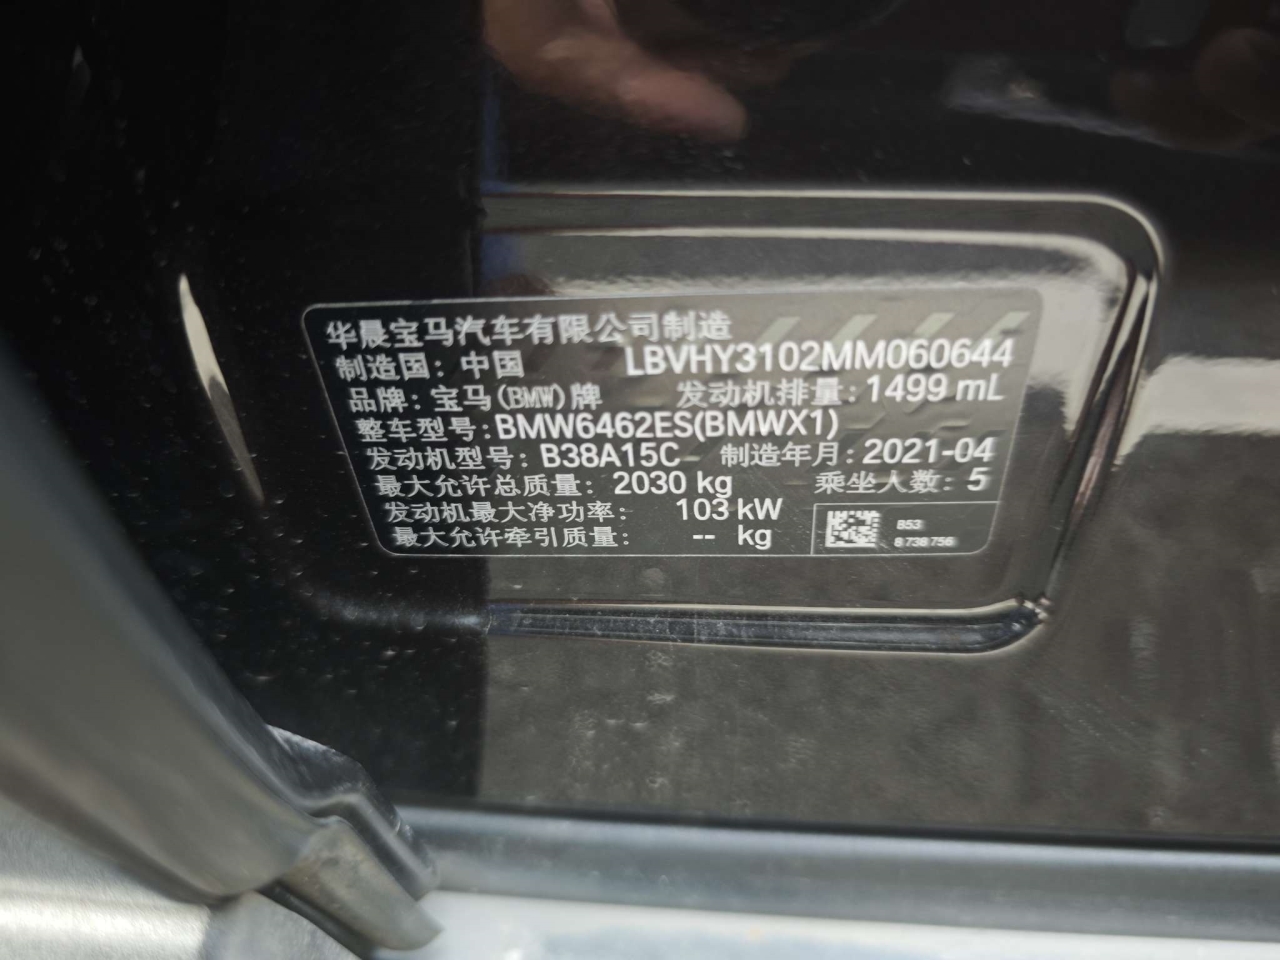 华晨宝马汽车有限公司制造
制造国：中国 LBVHY3102MM060644
品牌：宝马(BMW)牌 发动机排量：1499 mL
整车型号：BMW6462ES(BMWX1)
发动机型号：B38A15C 制造年月：2021-04
最大允许总质量：2030 kg 乘坐人数：5
发动机最大净功率： 103 kW
最大允许牵引质量： -- kg
B53
8 738 756